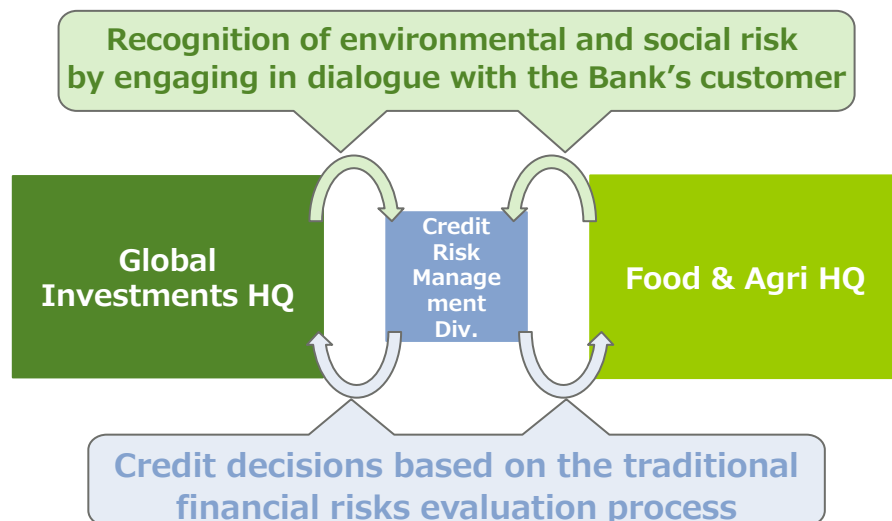 Recognition of environmental and social risk
by engaging in dialogue with the Bank’s customer
Global
Investments HQ
Credit
Risk
Manage
ment
Div.
Food & Agri HQ
Credit decisions based on the traditional
financial risks evaluation process